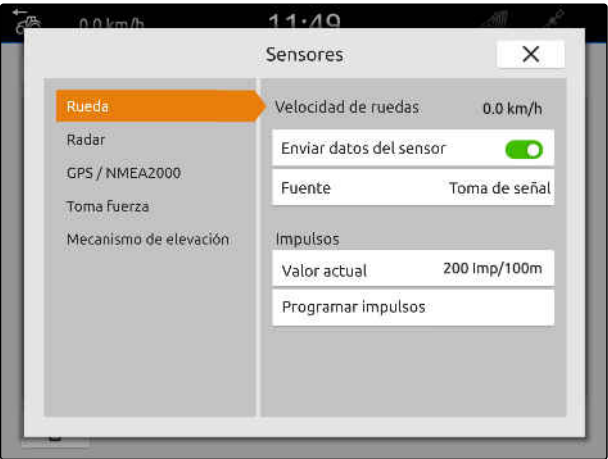 0.0 km/h 11:49
Sensores
Rueda
Radar
GPS / NMEA2000
Toma fuerza
Mecanismo de elevación
Velocidad de ruedas 0.0 km/h
Enviar datos del sensor
Fuente Toma de señal
Impulsos
Valor actual 200 Imp/100m
Programar impulsos